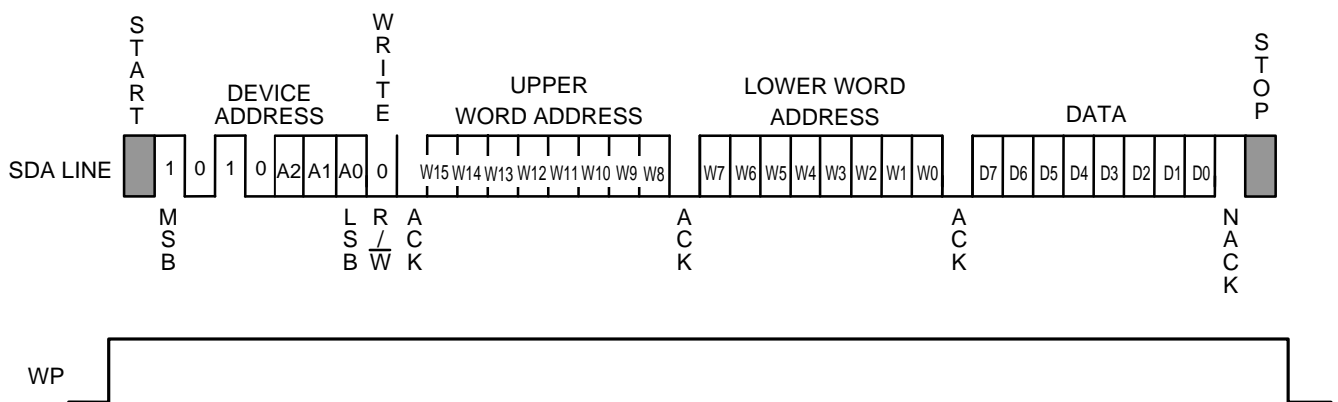 START
WRITE
STOP
DEVICE
ADDRESS
UPPER
WORD ADDRESS
LOWER WORD
ADDRESS
DATA
SDA LINE 1 0 1 0 A2 A1 A0 0 W15 W14 W13 W12 W11 W10 W9 W8 W7 W6 W5 W4 W3 W2 W1 W0 D7 D6 D5 D4 D3 D2 D1 D0
MSB
LSB
R/W
ACK
ACK
ACK
NACK
WP